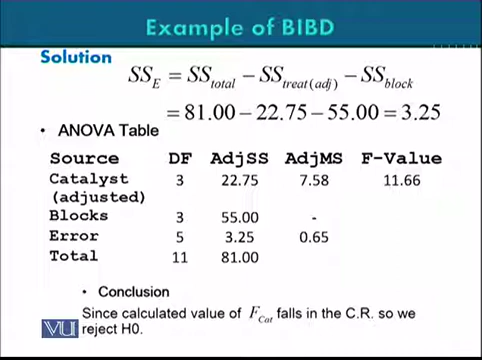 Example of BIBD
Solution
SS_E = SS_total − SS_treat(adj) − SS_block
= 81.00 − 22.75 − 55.00 = 3.25
• ANOVA Table
Source DF AdjSS AdjMS F-Value
Catalyst 3 22.75 7.58 11.66
(adjusted)
Blocks 3 55.00 -
Error 5 3.25 0.65
Total 11 81.00
• Conclusion
Since calculated value of F_Cat falls in the C.R. so we
VU reject H0.